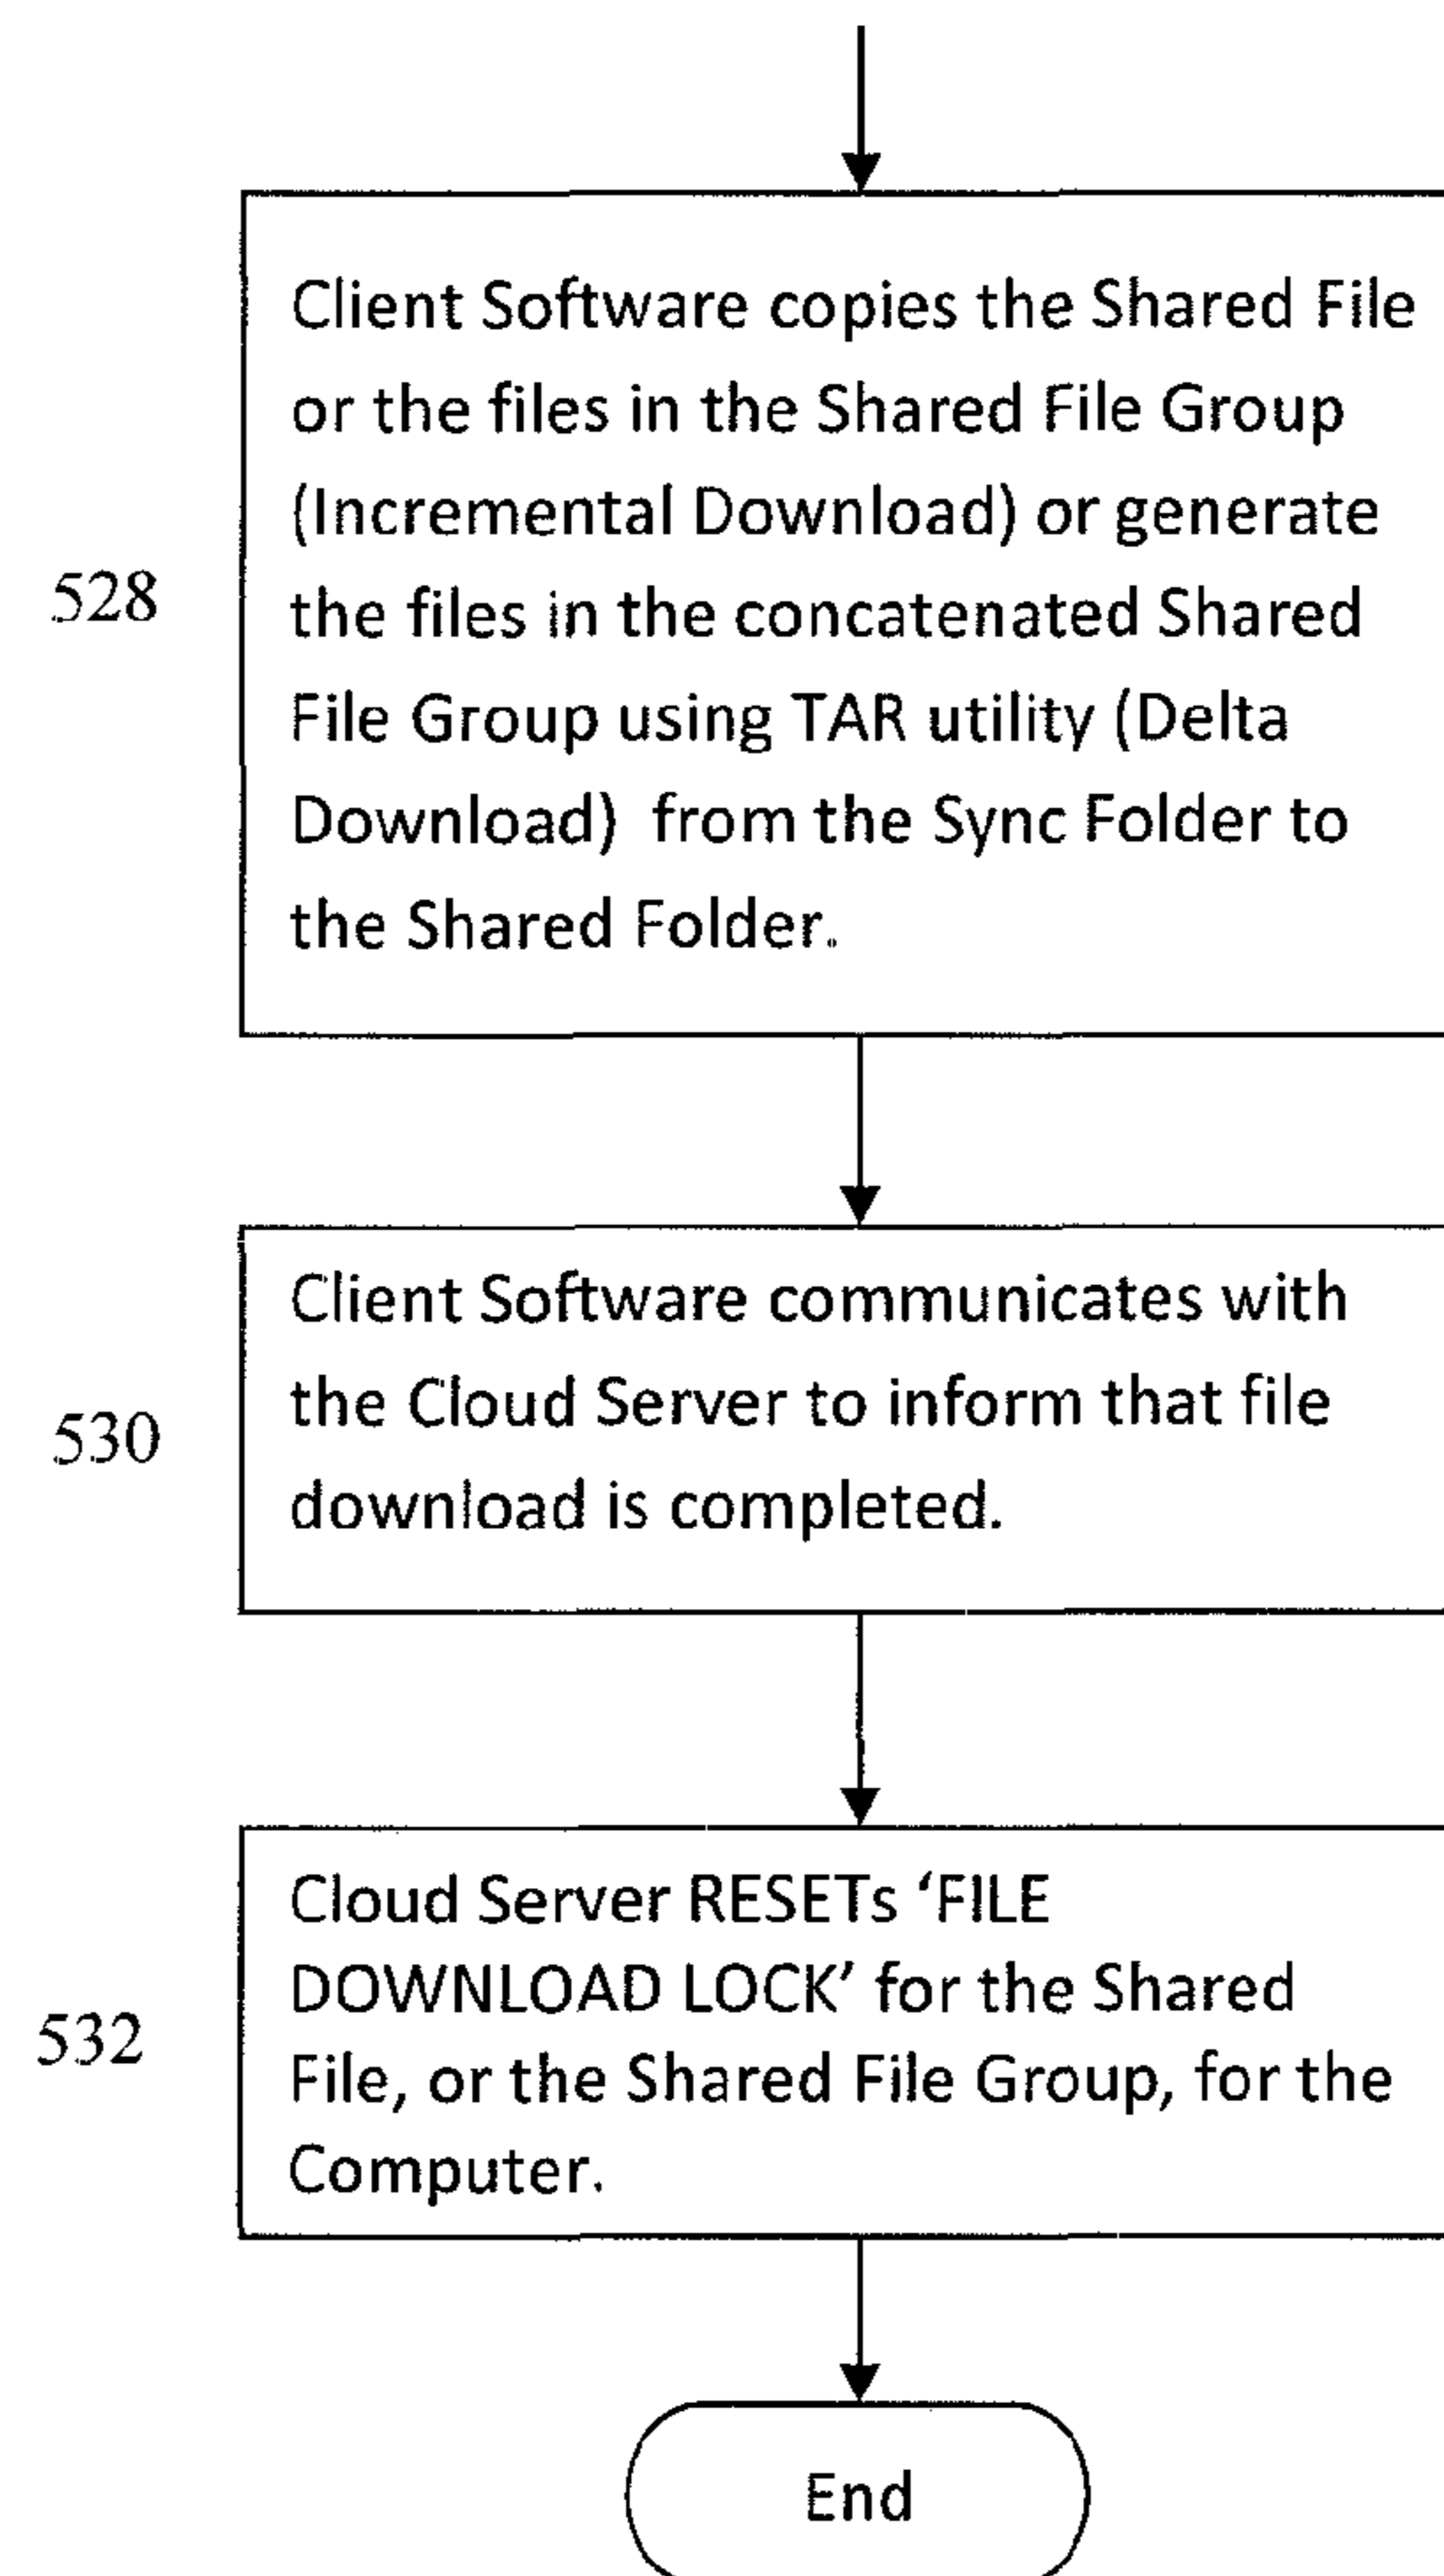 Client Software copies the Shared File
or the files in the Shared File Group
(Incremental Download) or generate
528
the files in the concatenated Shared
File Group using TAR utility (Delta
Download) from the Sync Folder to
the Shared Folder.
Client Software communicates with
the Cloud Server to inform that file
530
download is completed.
Cloud Server RESETs ‘FILE
DOWNLOAD LOCK’ for the Shared
532
File, or the Shared File Group, for the
Computer.
End